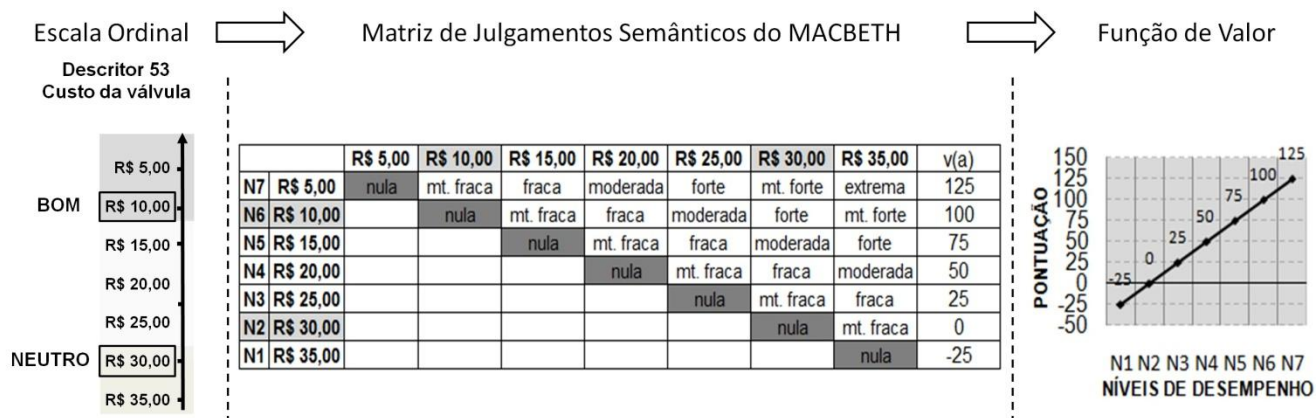 Escala Ordinal
Matriz de Julgamentos Semânticos do MACBETH
Função de Valor
Descritor 53
Custo da válvula
R$ 5,00
BOM R$ 10,00
R$ 15,00
R$ 20,00
R$ 25,00
NEUTRO R$ 30,00
R$ 35,00
R$ 5,00 R$ 10,00 R$ 15,00 R$ 20,00 R$ 25,00 R$ 30,00 R$ 35,00 v(a)
N7 R$ 5,00 nula mt. fraca fraca moderada forte mt. forte extrema 125
N6 R$ 10,00 nula mt. fraca fraca moderada forte mt. forte 100
N5 R$ 15,00 nula mt. fraca fraca moderada forte 75
N4 R$ 20,00 nula mt. fraca fraca moderada 50
N3 R$ 25,00 nula mt. fraca fraca 25
N2 R$ 30,00 nula mt. fraca 0
N1 R$ 35,00 nula -25
PONTUAÇÃO
150
125
100
75
50
25
0
-25
-50
-25
0
25
50
75
100
125
N1 N2 N3 N4 N5 N6 N7
NÍVEIS DE DESEMPENHO